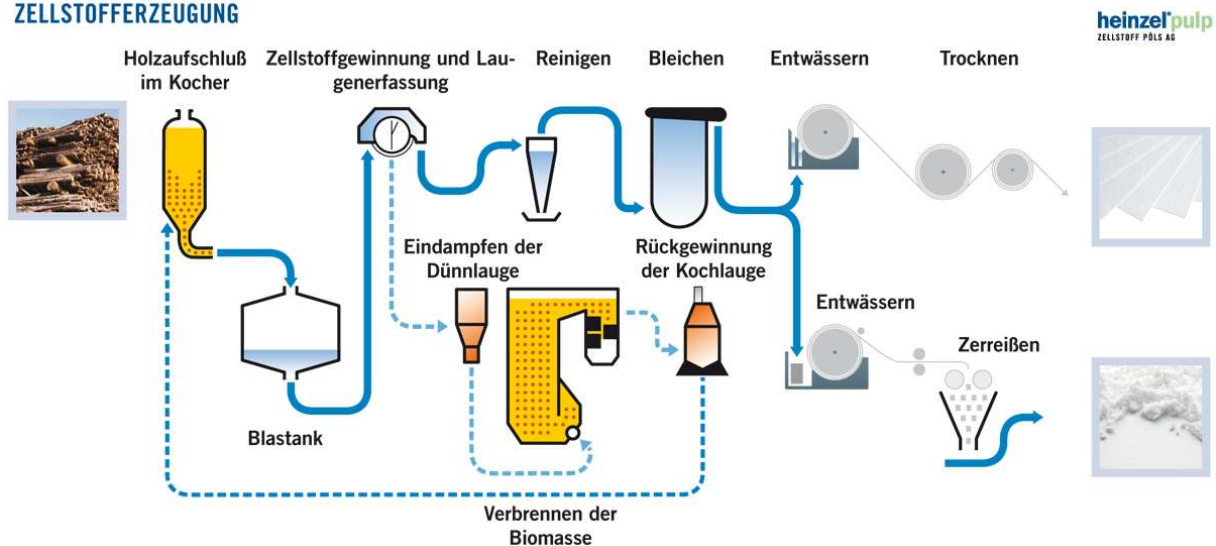 ZELLSTOFFERZEUGUNG
heinzel pulp
ZELLSTOFF PÖLS AG
Holzaufschluß
im Kocher
Zellstoffgewinnung und Lau-
generfassung
Reinigen
Bleichen
Entwässern
Trocknen
Eindampfen der
Dünnlauge
Rückgewinnung
der Kochlauge
Entwässern
Zerreißen
Blastank
Verbrennen der
Biomasse